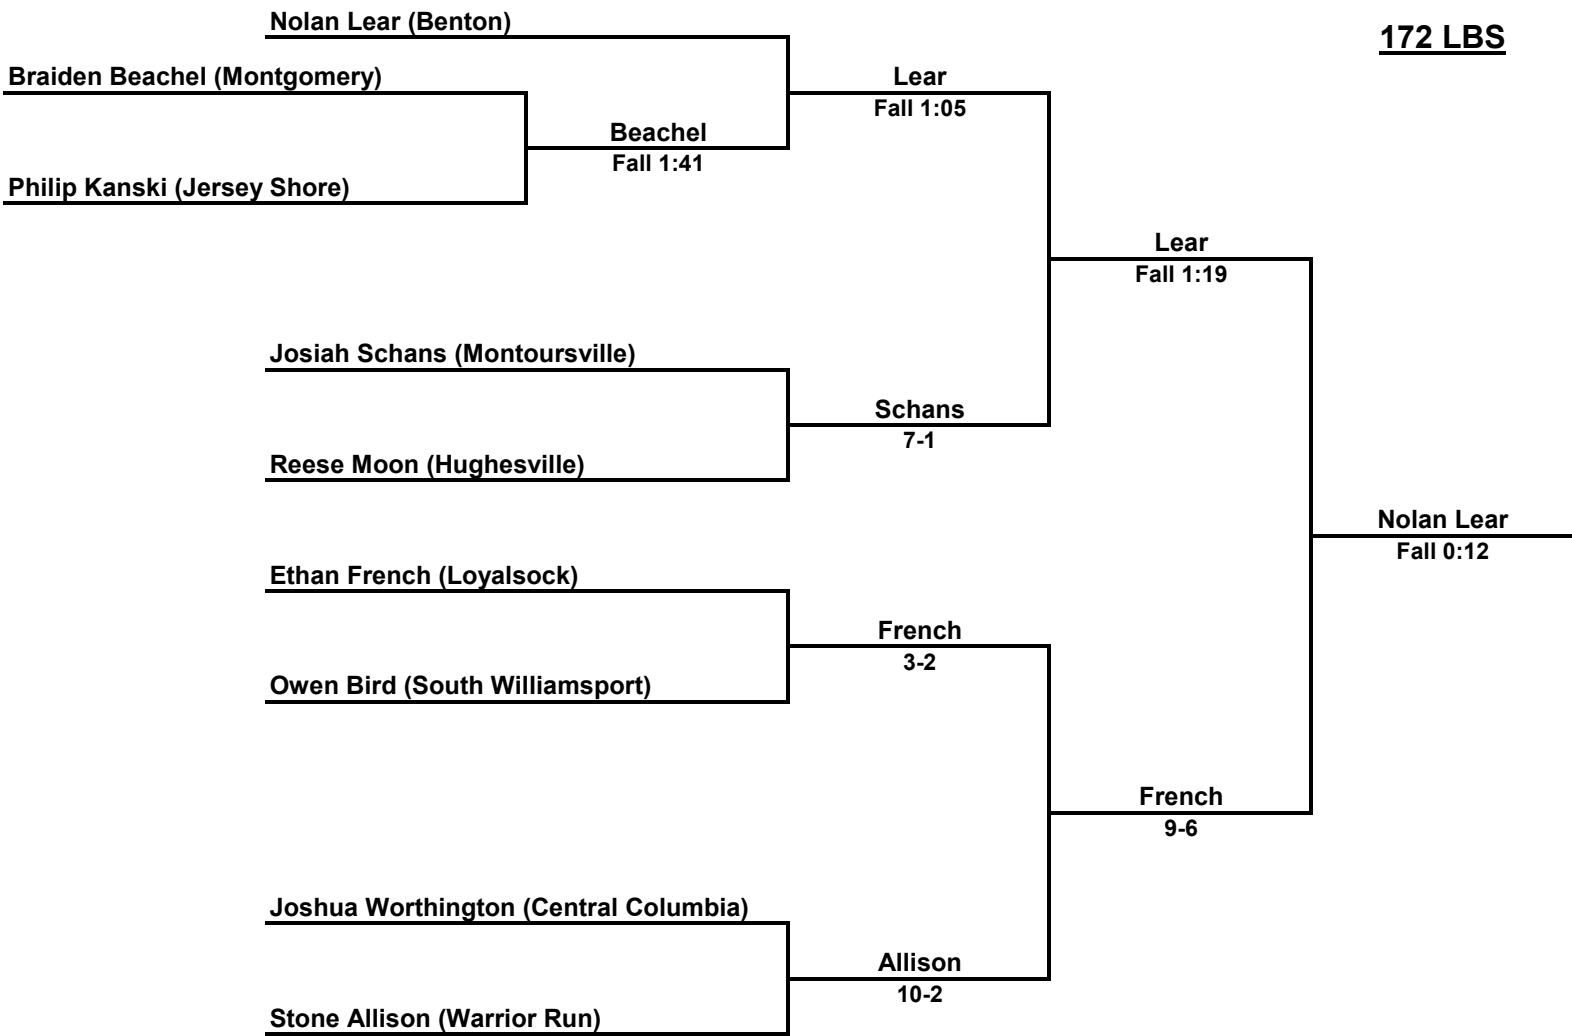 Nolan Lear (Benton)
172 LBS
Braiden Beachel (Montgomery)
Lear
Fall 1:05
Beachel
Fall 1:41
Philip Kanski (Jersey Shore)
Lear
Fall 1:19
Josiah Schans (Montoursville)
Schans
7-1
Reese Moon (Hughesville)
Nolan Lear
Fall 0:12
Ethan French (Loyalsock)
French
3-2
Owen Bird (South Williamsport)
French
9-6
Joshua Worthington (Central Columbia)
Allison
10-2
Stone Allison (Warrior Run)